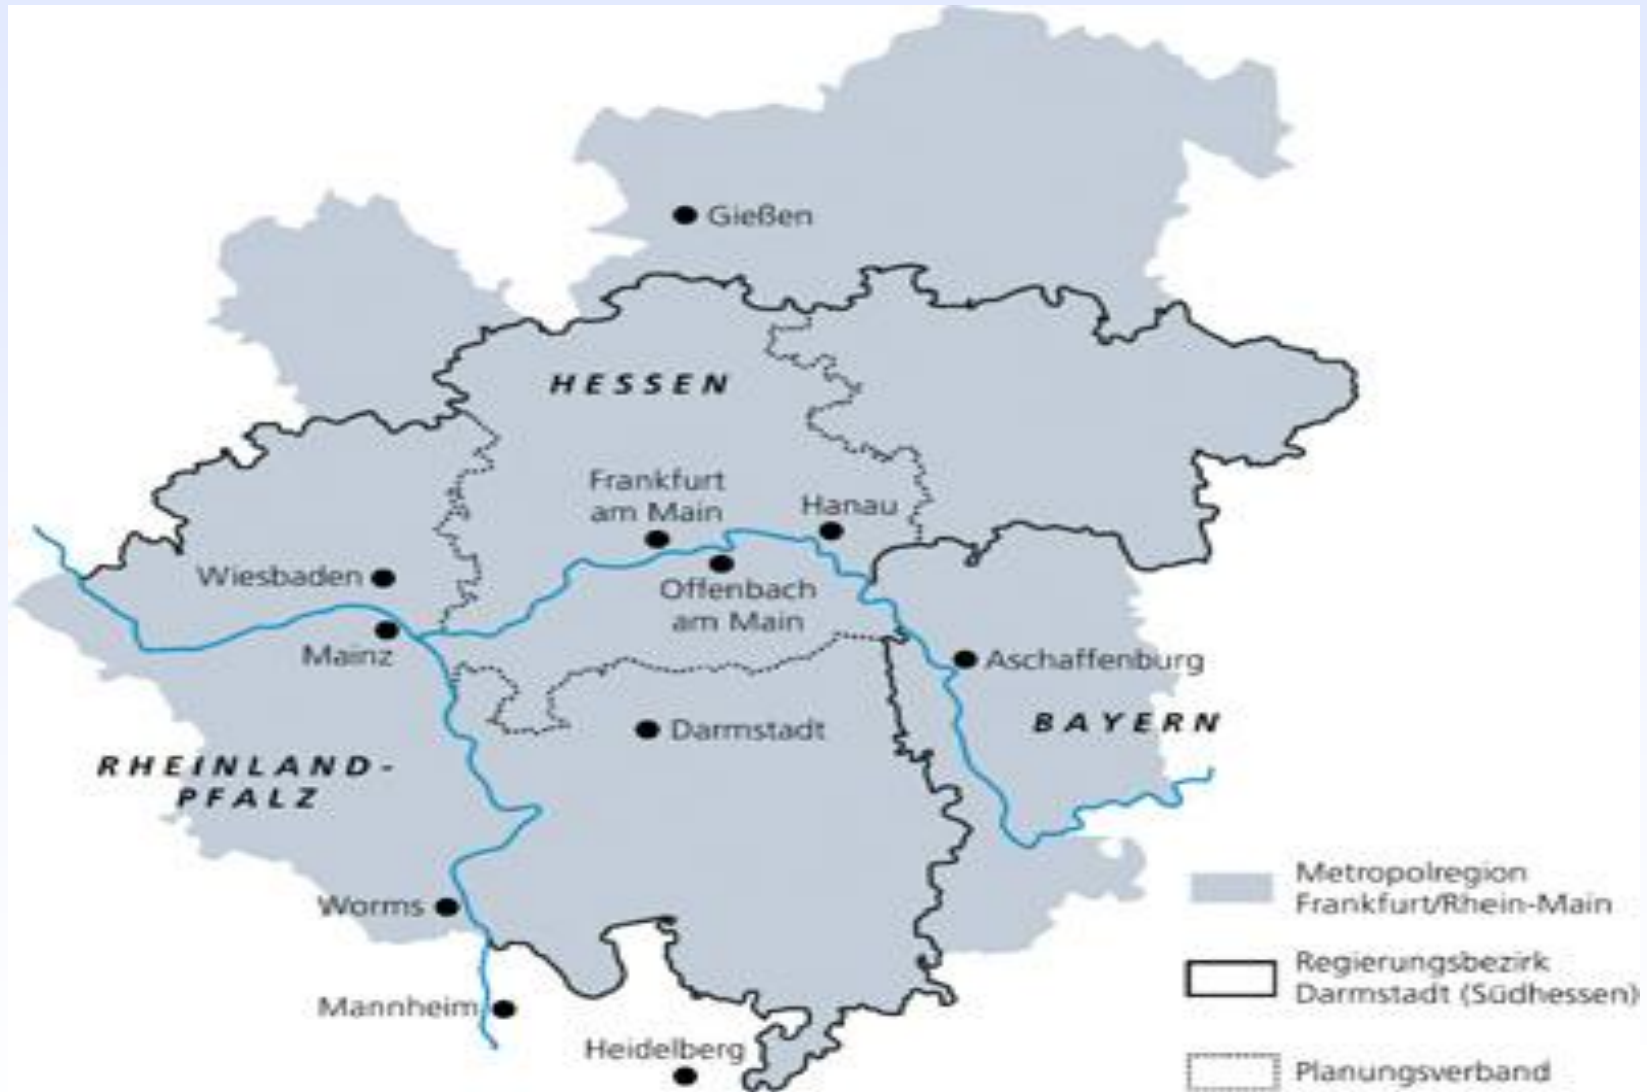 Gießen
HESSEN
Frankfurt
am Main
Hanau
Wiesbaden
Offenbach
am Main
Mainz
Aschaffenburg
BAYERN
Darmstadt
RHEINLAND-
PFALZ
Worms
Mannheim
Heidelberg
Metropolregion
Frankfurt/Rhein-Main
Regierungsbezirk
Darmstadt (Südhessen)
Planungsverband